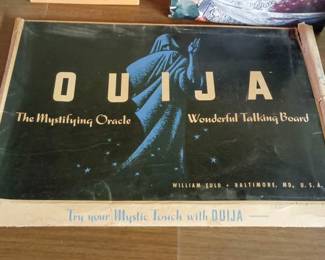 OUIJA
The Mystifying Oracle Wonderful Talking Board
WILLIAM FULD • BALTIMORE, MD, U.S.A.
Try your Mystic Touch with OUIJA